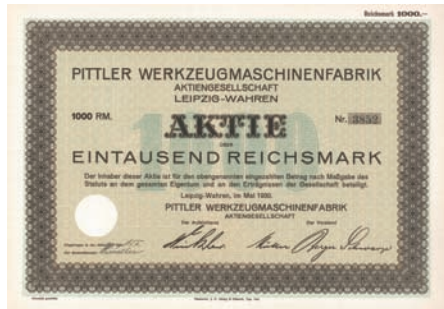 Reichsmark 1000.–
PITTLER WERKZEUGMASCHINENFABRIK
AKTIENGESELLSCHAFT
LEIPZIG-WAHREN
1000 RM.
AKTIE
Nr. 3852
1000
ÜBER
EINTAUSEND REICHSMARK
Der Inhaber dieser Aktie ist für den obengenannten eingezahlten Betrag nach Maßgabe des
Statuts an dem gesamten Eigentum und an den Erträgnissen der Gesellschaft beteiligt.
Leipzig-Wahren, im Mai
PITTLER WERKZEUGMASCHINENFABRIK
AKTIENGESELLSCHAFT
Der Aufsichtsrat
Der Vorstand